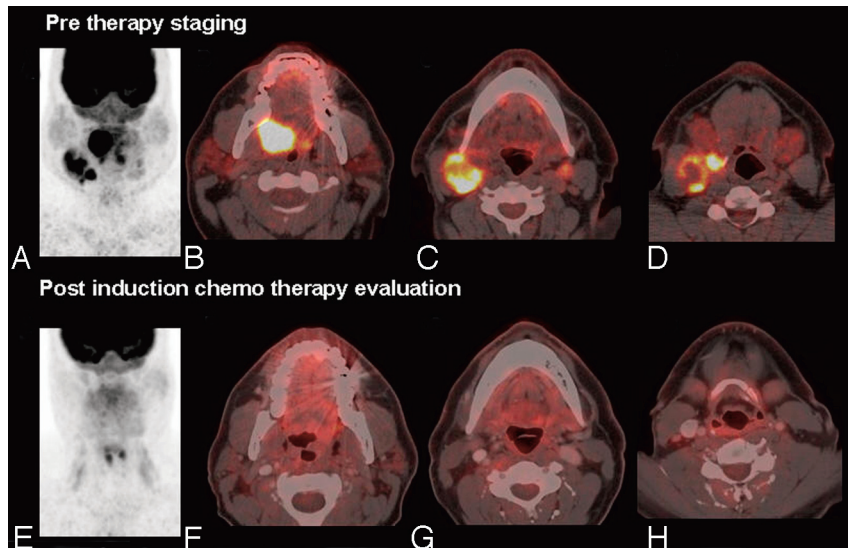 Pre therapy staging
A B C D
Post induction chemo therapy evaluation
E F G H